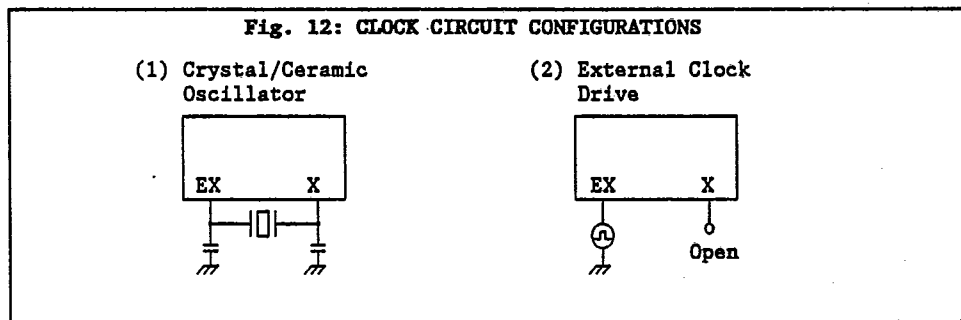 Fig. 12: CLOCK CIRCUIT CONFIGURATIONS
(1) Crystal/Ceramic
Oscillator
EX X
(2) External Clock
Drive
EX X
Open